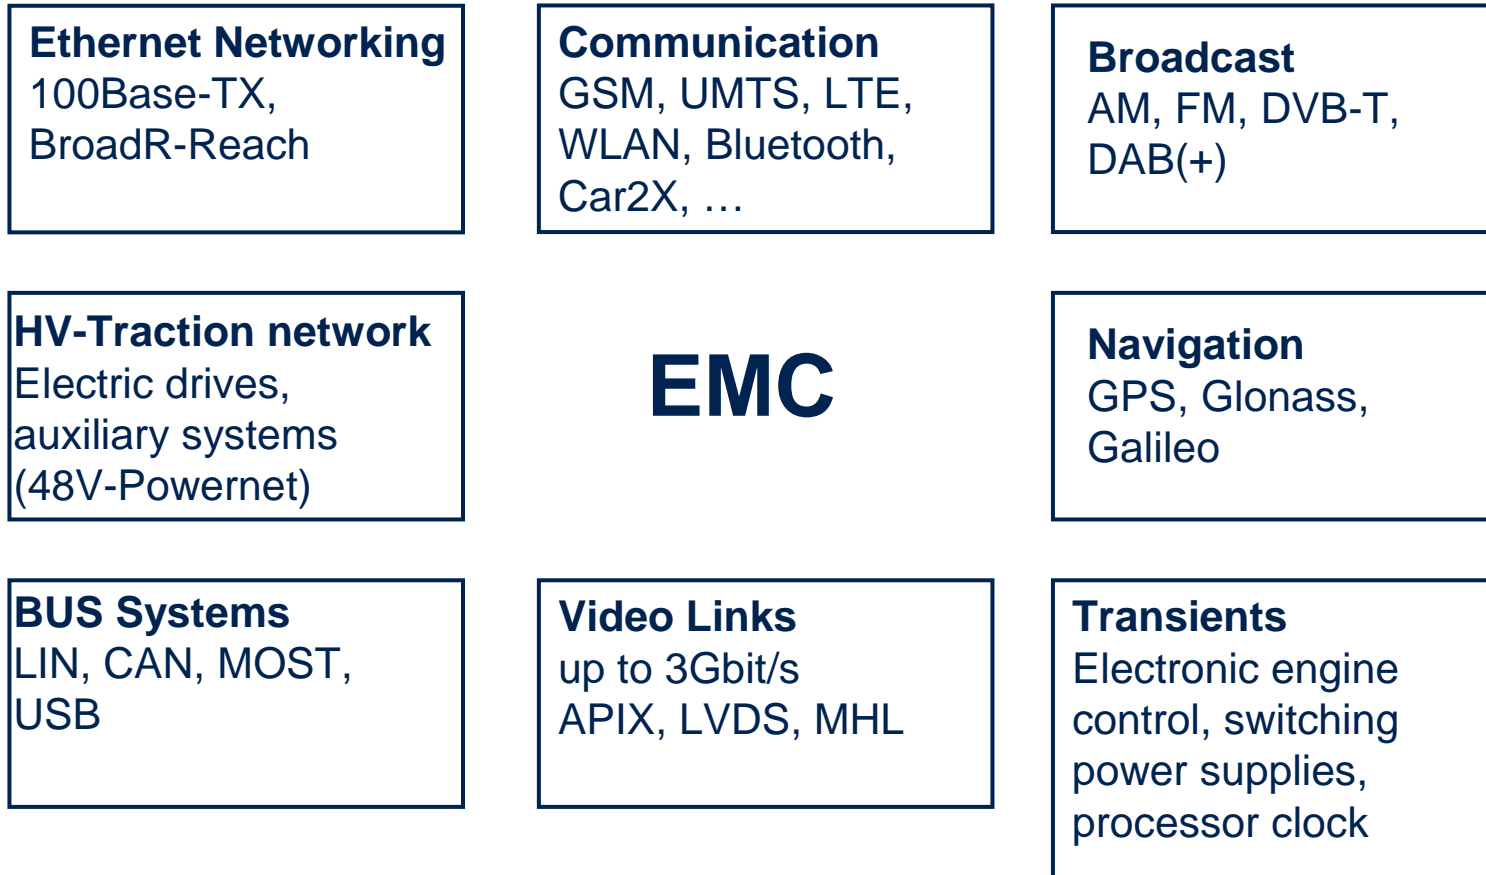 Ethernet Networking
100Base-TX,
BroadR-Reach
Communication
GSM, UMTS, LTE,
WLAN, Bluetooth,
Car2X, …
Broadcast
AM, FM, DVB-T,
DAB(+)
HV-Traction network
Electric drives,
auxiliary systems
(48V-Powernet)
EMC
Navigation
GPS, Glonass,
Galileo
BUS Systems
LIN, CAN, MOST,
USB
Video Links
up to 3Gbit/s
APIX, LVDS, MHL
Transients
Electronic engine
control, switching
power supplies,
processor clock